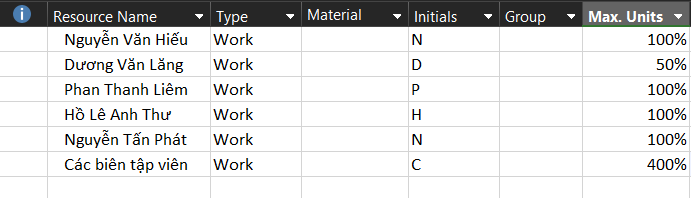 Resource Name Type Material Initials Group Max. Units
Nguyễn Văn Hiếu Work N 100%
Dương Văn Lăng Work D 50%
Phan Thanh Liêm Work P 100%
Hồ Lê Anh Thư Work H 100%
Nguyễn Tấn Phát Work N 100%
Các biên tập viên Work C 400%